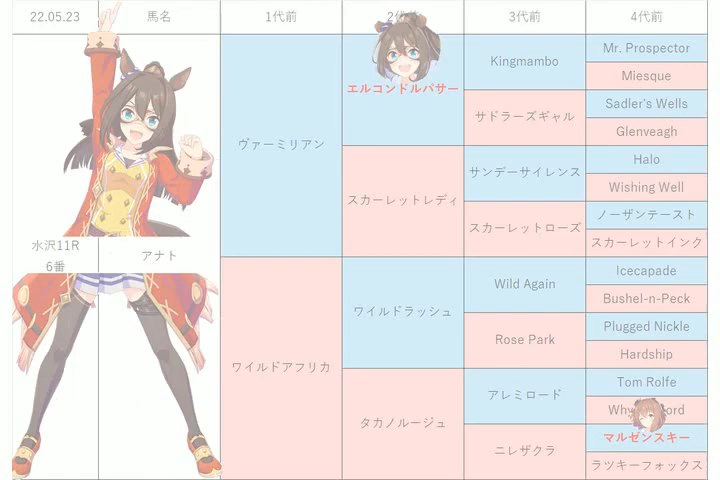 22.05.23 馬名 1代前 2代前 3代前 4代前
水沢11R
6番
アナト
ヴァーミリアン
ワイルドアフリカ
エルコンドルパサー
スカーレットレディ
ワイルドラッシュ
タカノルージュ
Kingmambo
サドラーズギャル
サンデーサイレンス
スカーレットローズ
Wild Again
Rose Park
アレミロード
ニレザクラ
Mr. Prospector
Miesque
Sadler's Wells
Glenveagh
Halo
Wishing Well
ノーザンテースト
スカーレットインク
Icecapade
Bushel-n-Peck
Plugged Nickle
Hardship
Tom Rolfe
マルゼンスキー
ラツキーフォックス